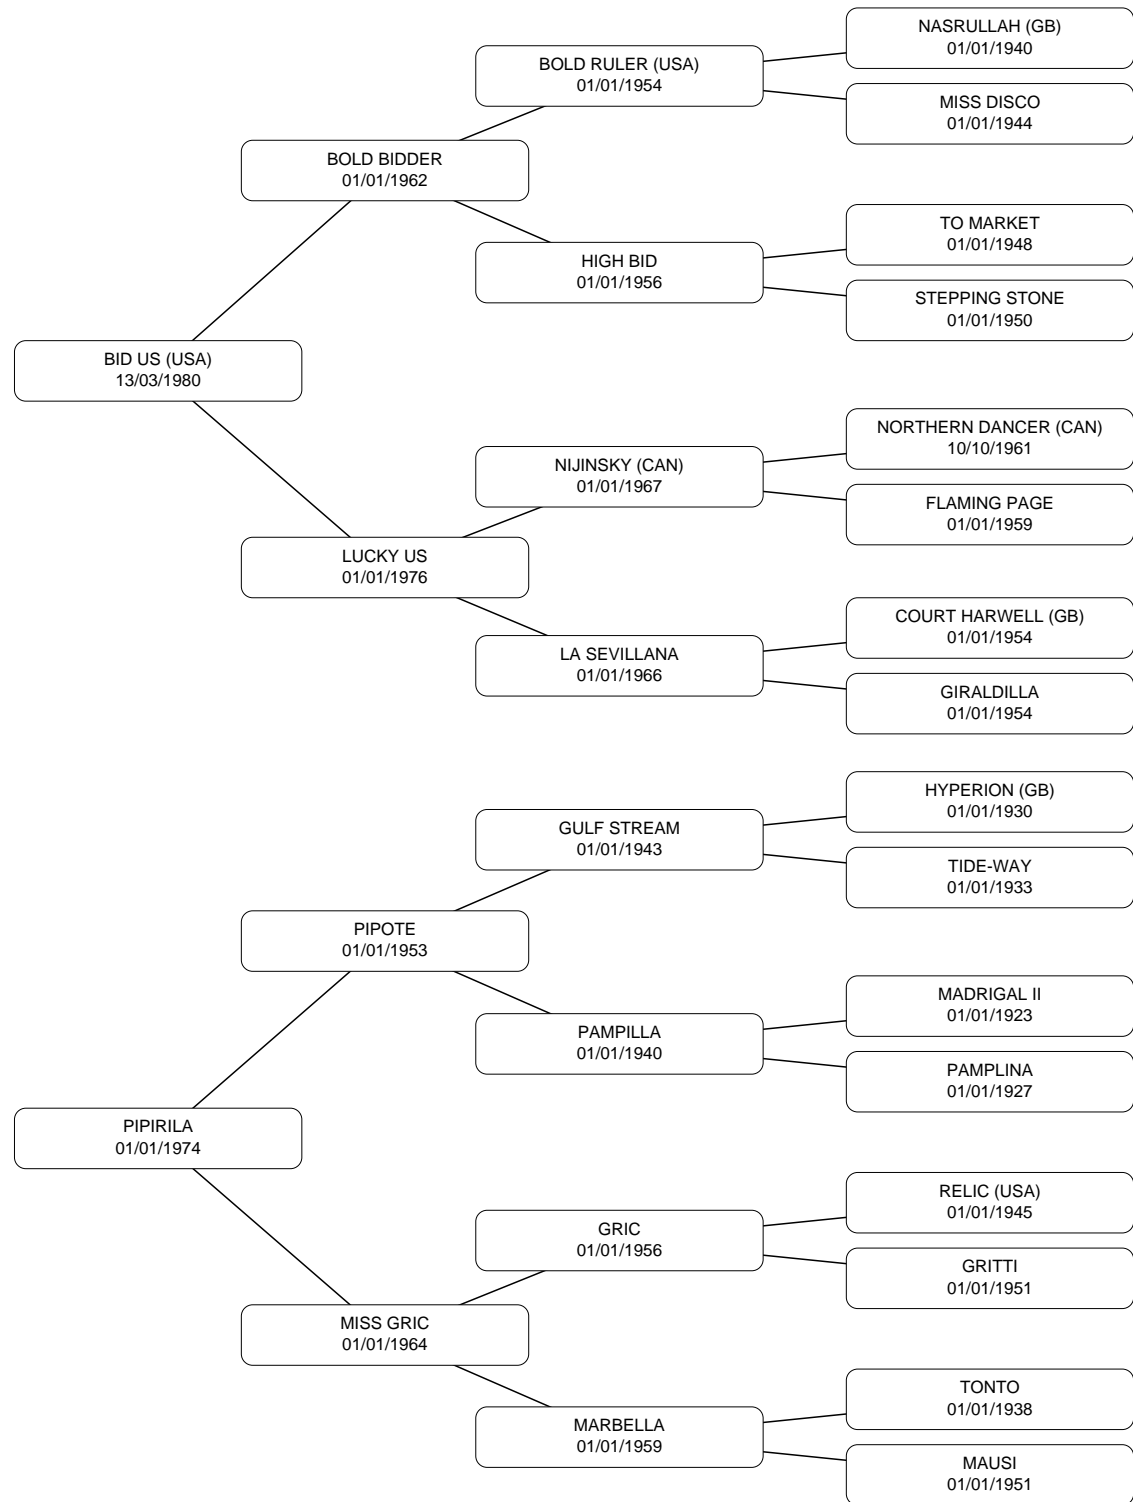 NASRULLAH (GB)
01/01/1940
BOLD RULER (USA)
01/01/1954
MISS DISCO
01/01/1944
BOLD BIDDER
01/01/1962
TO MARKET
01/01/1948
HIGH BID
01/01/1956
STEPPING STONE
01/01/1950
BID US (USA)
13/03/1980
NORTHERN DANCER (CAN)
10/10/1961
NIJINSKY (CAN)
01/01/1967
FLAMING PAGE
01/01/1959
LUCKY US
01/01/1976
COURT HARWELL (GB)
01/01/1954
LA SEVILLANA
01/01/1966
GIRALDILLA
01/01/1954
HYPERION (GB)
01/01/1930
GULF STREAM
01/01/1943
TIDE-WAY
01/01/1933
PIPOTE
01/01/1953
MADRIGAL II
01/01/1923
PAMPILLA
01/01/1940
PAMPLINA
01/01/1927
PIPIRILA
01/01/1974
RELIC (USA)
01/01/1945
GRIC
01/01/1956
GRITTI
01/01/1951
MISS GRIC
01/01/1964
TONTO
01/01/1938
MARBELLA
01/01/1959
MAUSI
01/01/1951